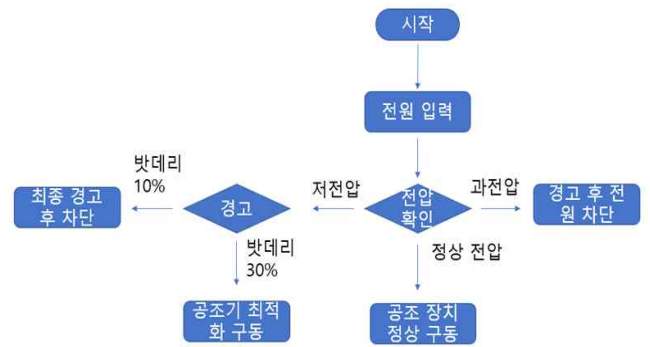 시작
전원 입력
밧데리
10%
저전압
과전압
최종 경고
후 차단
경고
전압
확인
경고 후 전
원 차단
밧데리
30%
정상 전압
공조기 최적
화 구동
공조 장치
정상 구동